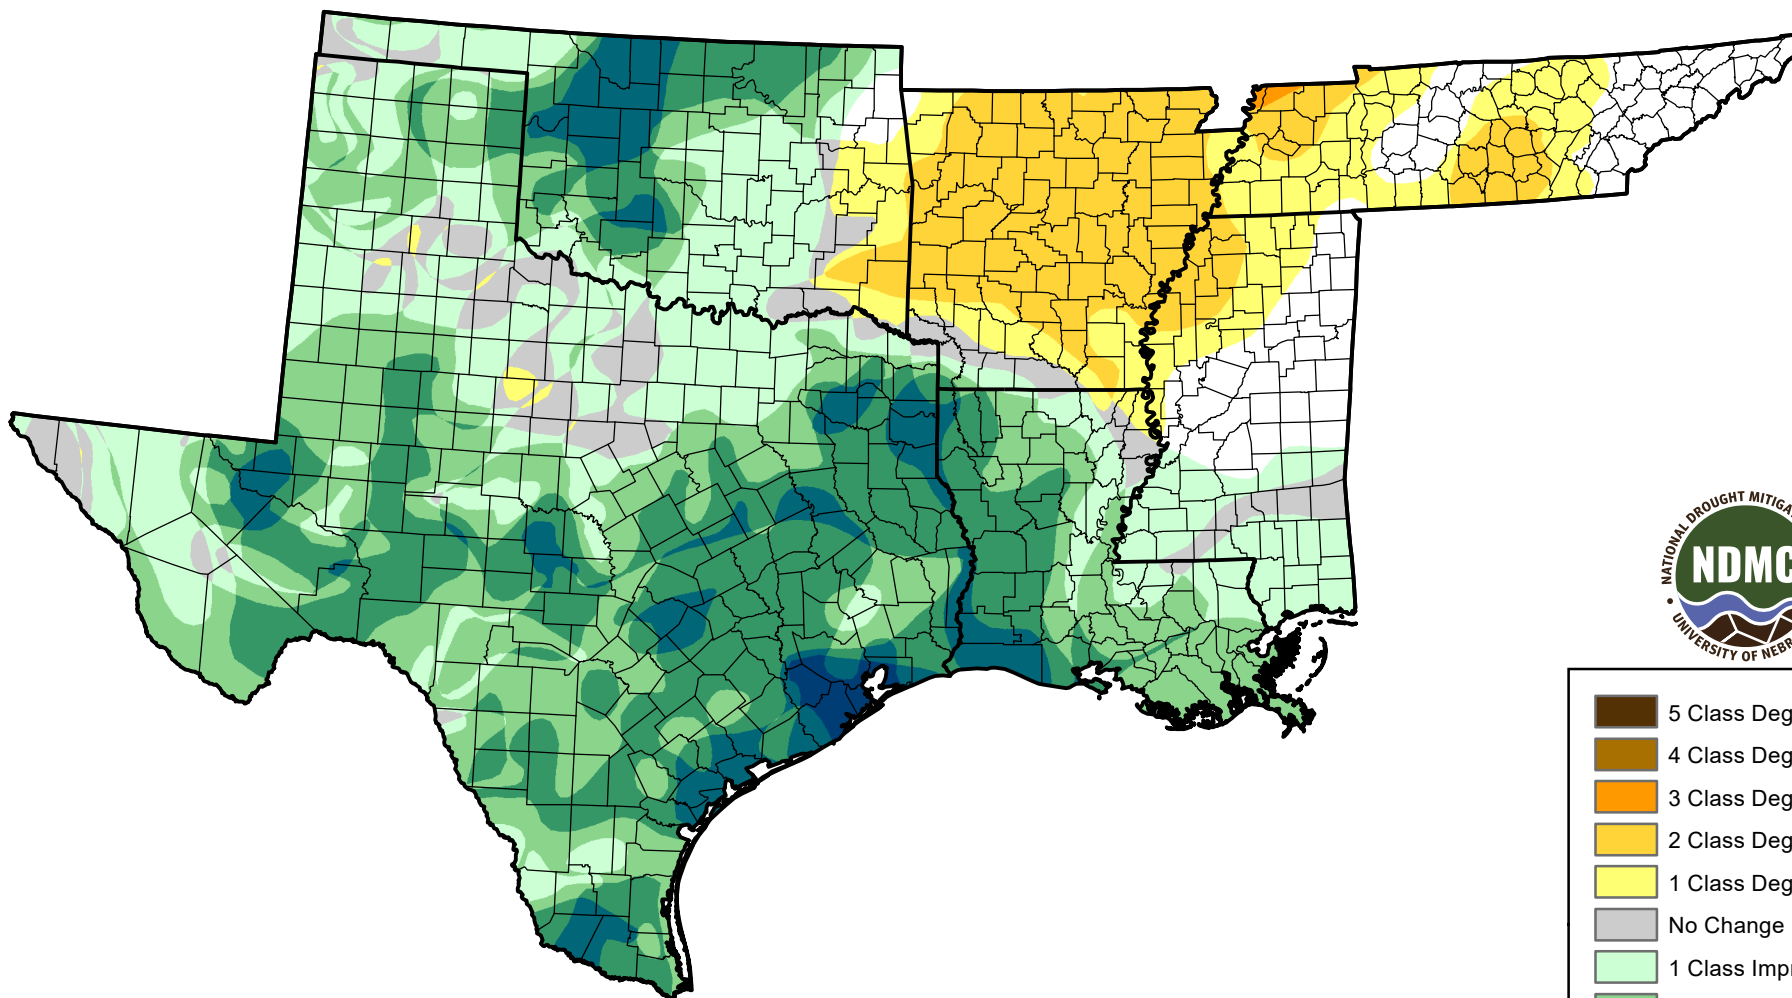 NATIONAL DROUGHT MITIGA
NDMC
UNIVERSITY OF NEBR
5 Class Deg
4 Class Deg
3 Class Deg
2 Class Deg
1 Class Deg
No Change
1 Class Impr